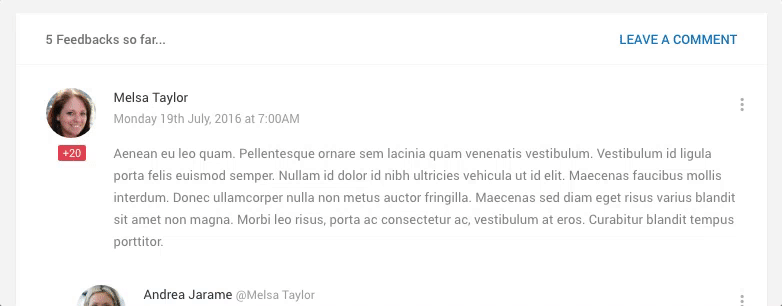 5 Feedbacks so far...
LEAVE A COMMENT
Melsa Taylor
Monday 19th July, 2016 at 7:00AM
+20
Aenean eu leo quam. Pellentesque ornare sem lacinia quam venenatis vestibulum. Vestibulum id ligula
porta felis euismod semper. Nullam id dolor id nibh ultricies vehicula ut id elit. Maecenas faucibus mollis
interdum. Donec ullamcorper nulla non metus auctor fringilla. Maecenas sed diam eget risus varius blandit
sit amet non magna. Morbi leo risus, porta ac consectetur ac, vestibulum at eros. Curabitur blandit tempus
porttitor.
Andrea Jarame @Melsa Taylor